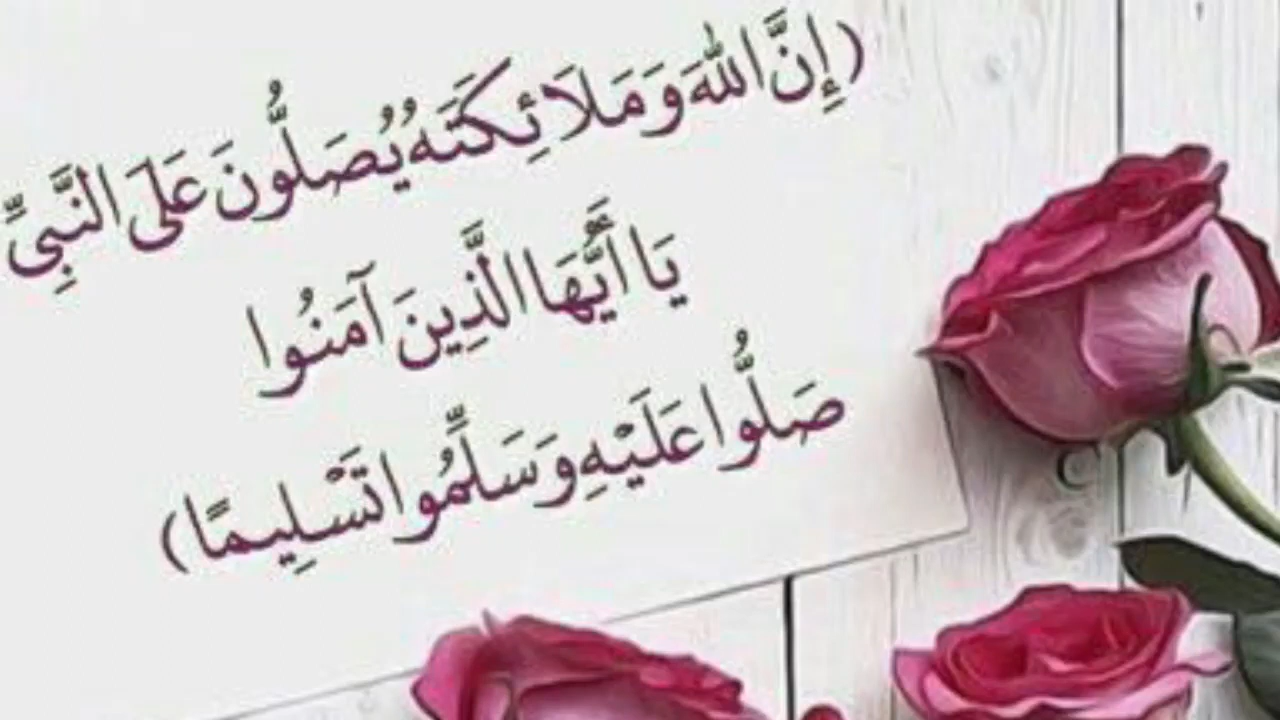 (إِنَّ اللهَ وَمَلَائِكَتَهُ يُصَلُّونَ عَلَى النَّبِيِّ
يَا أَيُّهَا الَّذِينَ آمَنُوا
صَلُّوا عَلَيْهِ وَسَلِّمُوا تَسْلِيمًا)